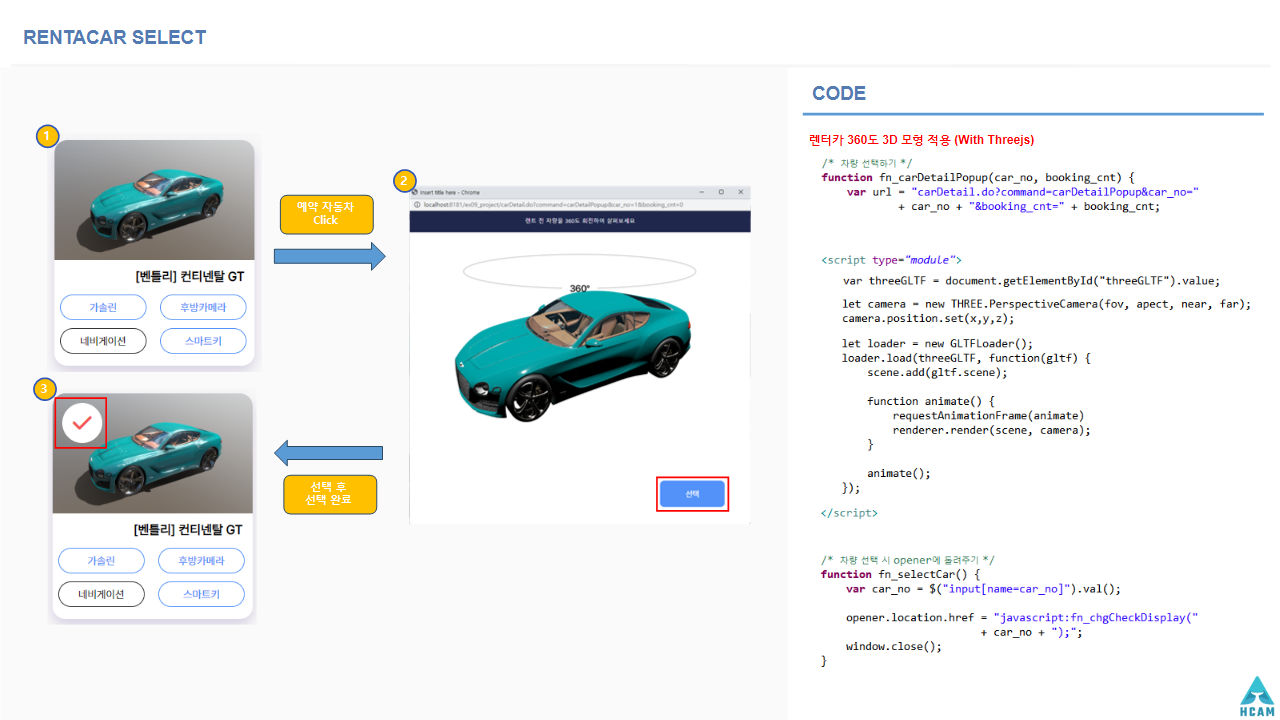 RENTACAR SELECT
1
[벤틀리] 컨티넨탈 GT
가솔린
후방카메라
네비게이션
스마트키
예약 자동차
Click
2
Insert title here - Chrome
localhost:8181/ex09_project/carDetail.do?command=carDetailPopup&car_no=1&booking_cnt=0
렌트 전 차량을 360도 회전하여 살펴보세요
360°
선택
3
[벤틀리] 컨티넨탈 GT
가솔린
후방카메라
네비게이션
스마트키
선택 후
선택 완료
CODE
렌터카 360도 3D 모형 적용 (With Threejs)
/* 차량 선택하기 */
function fn_carDetailPopup(car_no, booking_cnt) {
var url = "carDetail.do?command=carDetailPopup&car_no="
+ car_no + "&booking_cnt=" + booking_cnt;
<script type="module">
var threeGLTF = document.getElementById("threeGLTF").value;
let camera = new THREE.PerspectiveCamera(fov, apect, near, far);
camera.position.set(x,y,z);
let loader = new GLTFLoader();
loader.load(threeGLTF, function(gltf) {
scene.add(gltf.scene);
function animate() {
requestAnimationFrame(animate)
renderer.render(scene, camera);
}
animate();
});
</script>
/* 차량 선택 시 opener에 돌려주기 */
function fn_selectCar() {
var car_no = $("input[name=car_no]").val();
opener.location.href = "javascript:fn_chgCheckDisplay("
+ car_no + ");";
window.close();
}
HCAM